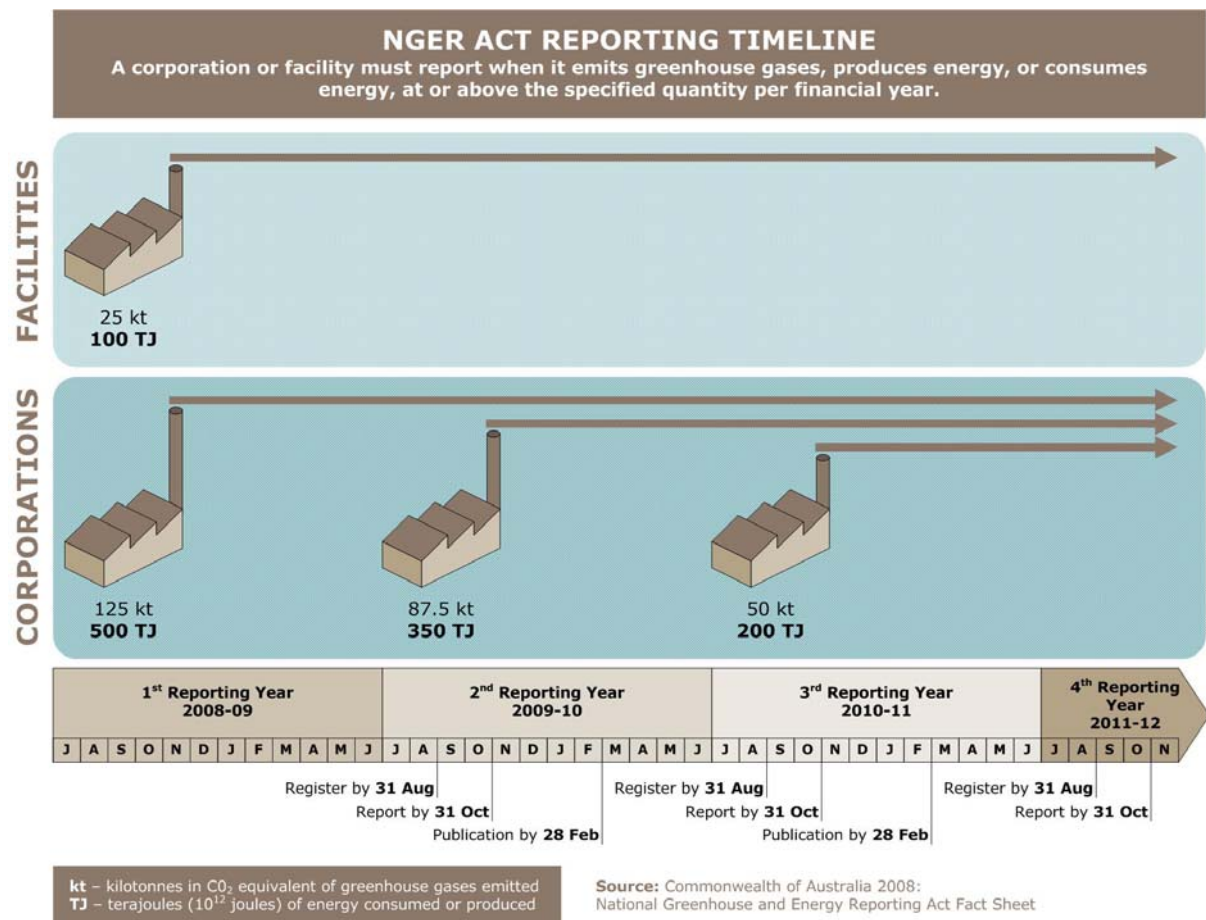 NGER ACT REPORTING TIMELINE
A corporation or facility must report when it emits greenhouse gases, produces energy, or consumes
energy, at or above the specified quantity per financial year.
FACILITIES
25 kt
100 TJ
CORPORATIONS
125 kt
500 TJ
87.5 kt
350 TJ
50 kt
200 TJ
1st Reporting Year
2008-09
2nd Reporting Year
2009-10
3rd Reporting Year
2010-11
4th Reporting
Year
2011-12
J A S O N D J F M A M J J A S O N D J F M A M J J A S O N D J F M A M J J A S O N
Register by 31 Aug
Report by 31 Oct
Publication by 28 Feb
Register by 31 Aug
Report by 31 Oct
Publication by 28 Feb
Register by 31 Aug
Report by 31 Oct
kt – kilotonnes in C0₂ equivalent of greenhouse gases emitted
TJ – terajoules (10¹² joules) of energy consumed or produced
Source: Commonwealth of Australia 2008:
National Greenhouse and Energy Reporting Act Fact Sheet